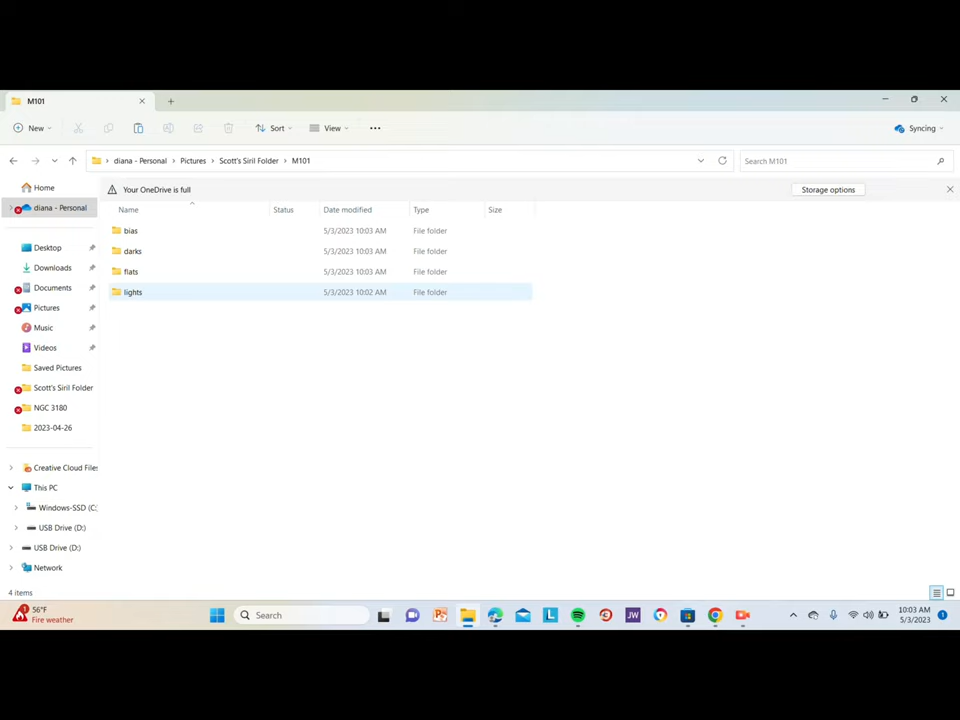 M101
New
Sort
View
Syncing
diana - Personal
Pictures
Scott's Siril Folder
M101
Search M101
Home
diana - Personal
Your OneDrive is full
Storage options
Name
Status
Date modified
Type
Size
bias
5/3/2023 10:03 AM
File folder
darks
5/3/2023 10:03 AM
File folder
flats
5/3/2023 10:03 AM
File folder
lights
5/3/2023 10:02 AM
File folder
Desktop
Downloads
Documents
Pictures
Music
Videos
Saved Pictures
Scott's Siril Folder
NGC 3180
2023-04-26
Creative Cloud Files
This PC
Windows-SSD (C:
USB Drive (D:)
USB Drive (D:)
Network
4 items
1
56°F
Fire weather
Search
JW
10:03 AM
5/3/2023
1